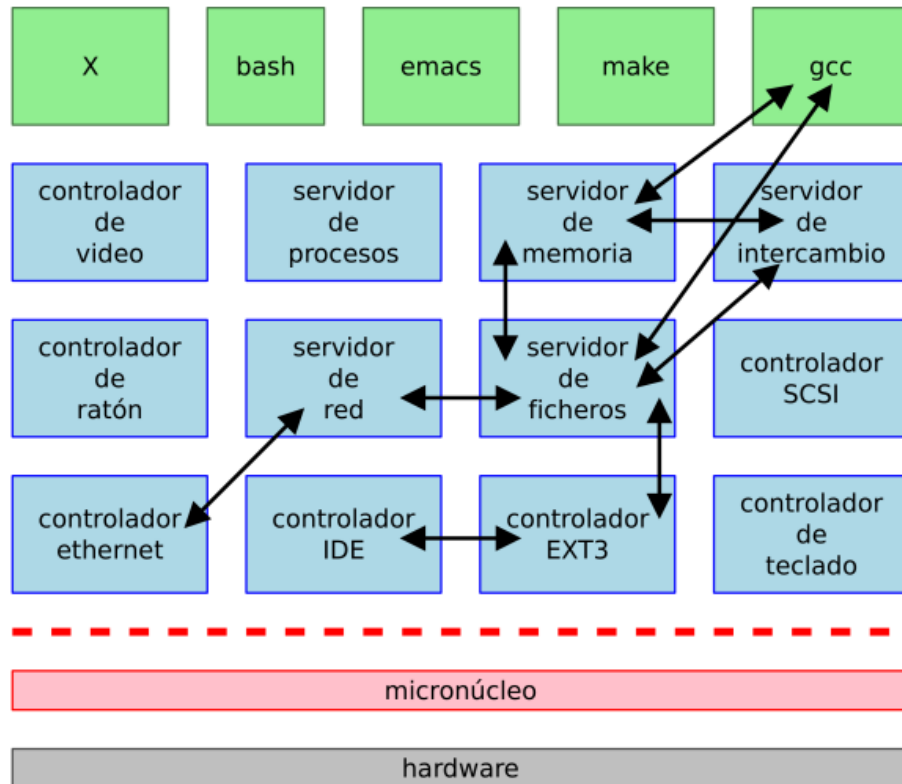 X
bash
emacs
make
gcc
controlador
de
video
servidor
de
procesos
servidor
de
memoria
servidor
de
intercambio
controlador
de
ratón
servidor
de
red
servidor
de
ficheros
controlador
SCSI
controlador
ethernet
controlador
IDE
controlador
EXT3
controlador
de
teclado
micronúcleo
hardware